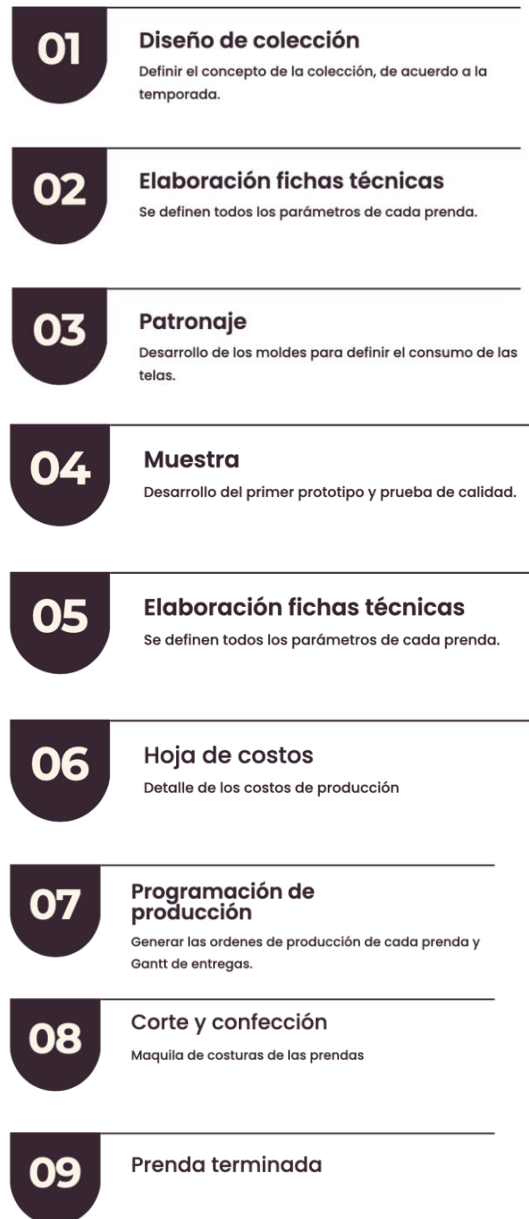 01
Diseño de colección
Definir el concepto de la colección, de acuerdo a la
temporada.
02
Elaboración fichas técnicas
Se definen todos los parámetros de cada prenda.
03
Patronaje
Desarrollo de los moldes para definir el consumo de las
telas.
04
Muestra
Desarrollo del primer prototipo y prueba de calidad.
05
Elaboración fichas técnicas
Se definen todos los parámetros de cada prenda.
06
Hoja de costos
Detalle de los costos de producción
07
Programación de
producción
Generar las ordenes de producción de cada prenda y
Gantt de entregas.
08
Corte y confección
Maquila de costuras de las prendas
09
Prenda terminada